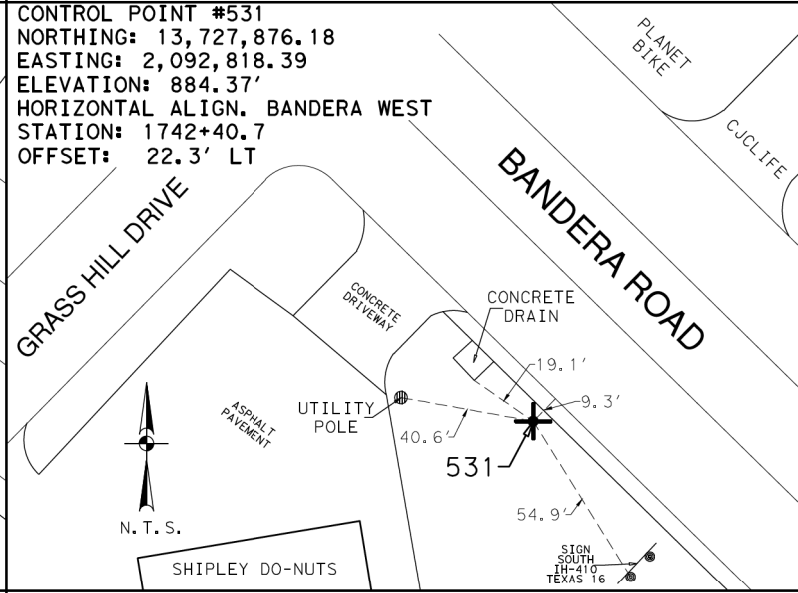 CONTROL POINT #531
NORTHING: 13,727,876.18
EASTING: 2,092,818.39
ELEVATION: 884.37'
HORIZONTAL ALIGN. BANDERA WEST
STATION: 1742+40.7
OFFSET: 22.3' LT
PLANET
BIKE
CJCLIFE
BANDERA ROAD
GRASS HILL DRIVE
CONCRETE
DRIVEWAY
CONCRETE
DRAIN
19.1'
9.3'
UTILITY
POLE
40.6'
ASPHALT
PAVEMENT
531
54.9'
N.T.S.
SIGN
SOUTH
IH-410
TEXAS 16
SHIPLEY DO-NUTS